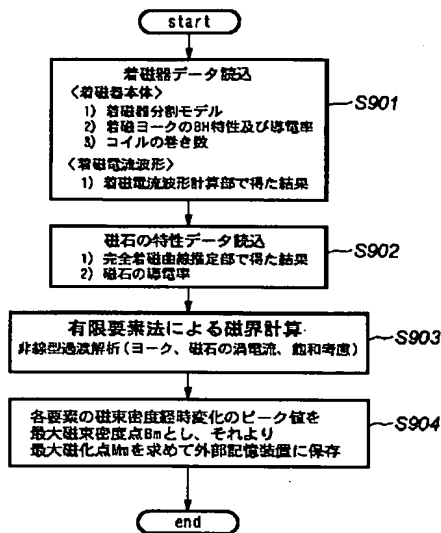 start
着磁器データ読込
〈着磁器本体〉
1) 着磁器分割モデル
2) 着磁ヨークのBH特性及び導電率
3) コイルの巻き数
〈着磁電流波形〉
1) 着磁電流波形計算部で得た結果
S901
磁石の特性データ読込
1) 完全着磁曲線推定部で得た結果
2) 磁石の導電率
S902
有限要素法による磁界計算
非線型過渡解析(ヨーク、磁石の渦電流、飽和考慮)
S903
各要素の磁束密度経時変化のピーク値を
最大磁束密度点Bmとし、それより
最大磁化点Mmを求めて外部記憶装置に保存
S904
end